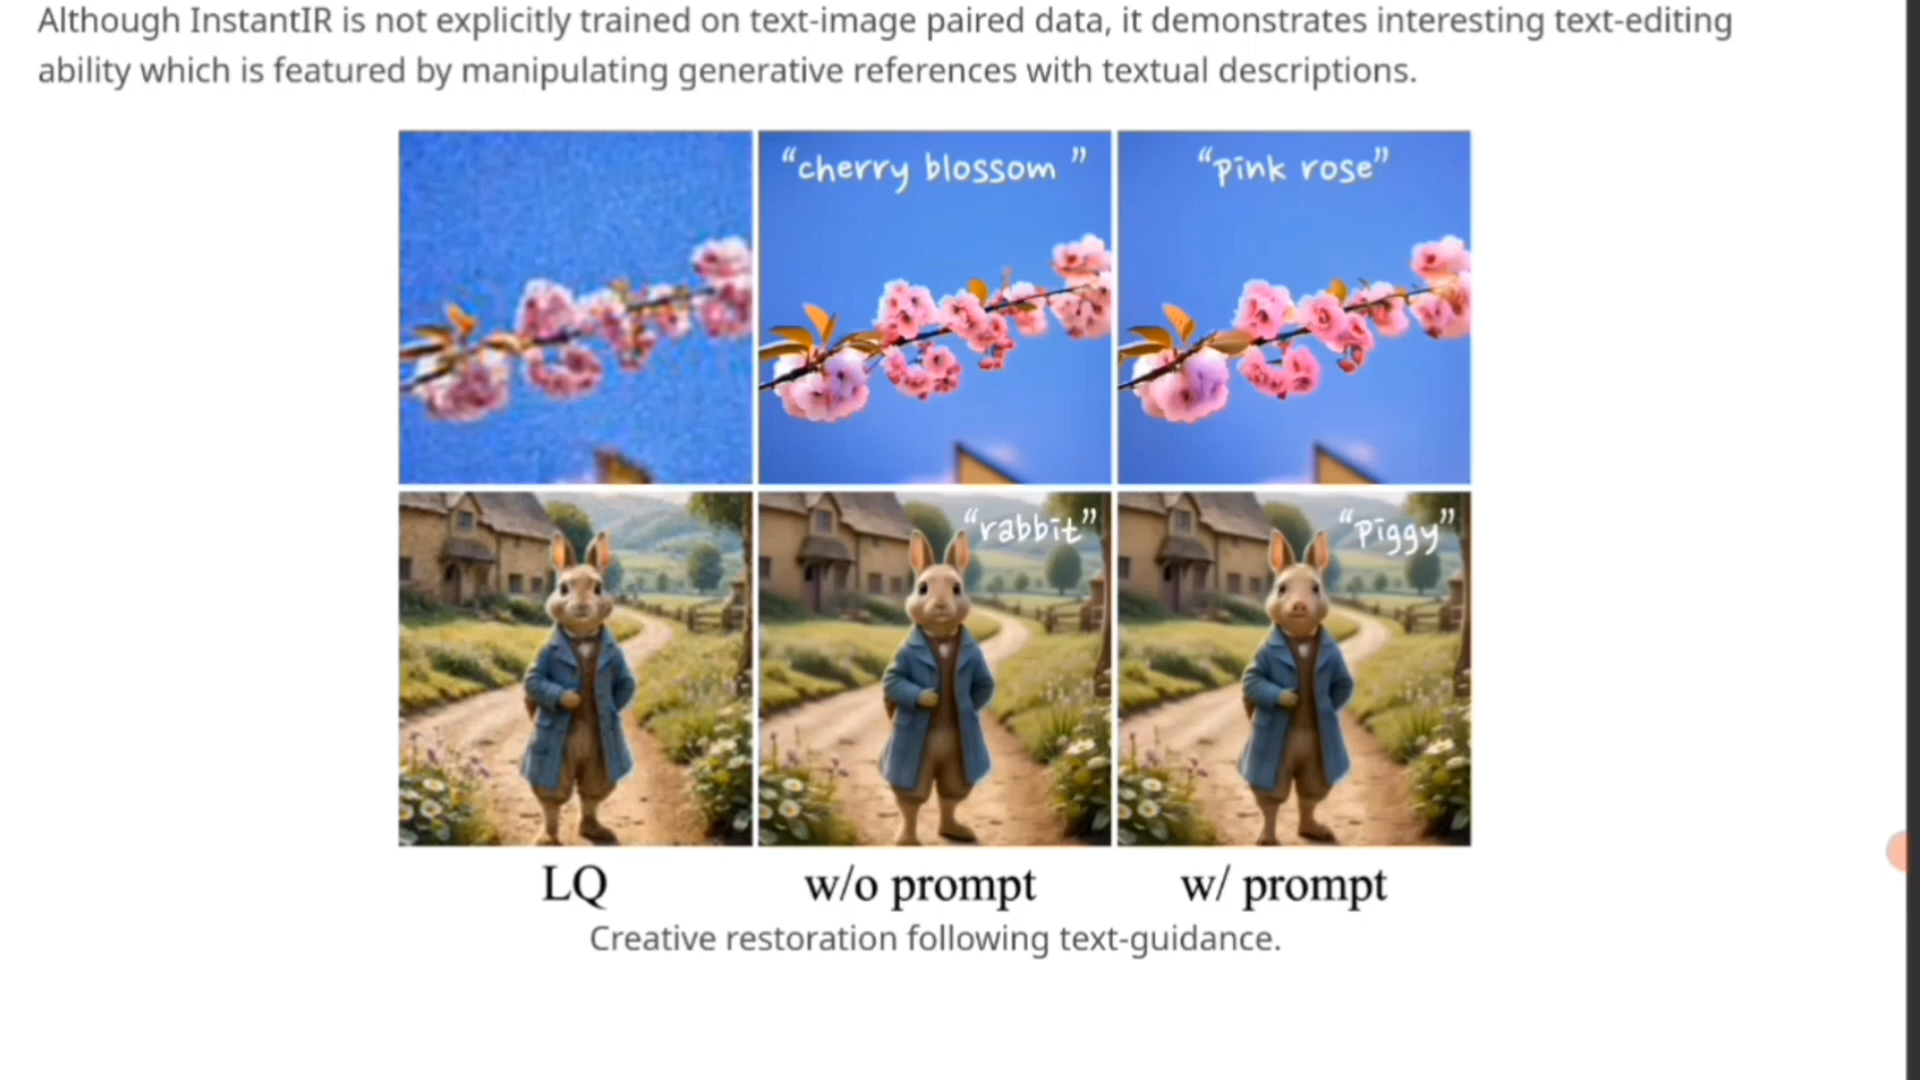 Although InstantIR is not explicitly trained on text-image paired data, it demonstrates interesting text-editing
ability which is featured by manipulating generative references with textual descriptions.
“cherry blossom ”
“pink rose”
“rabbit”
“Piggy”
LQ
w/o prompt
w/ prompt
Creative restoration following text-guidance.